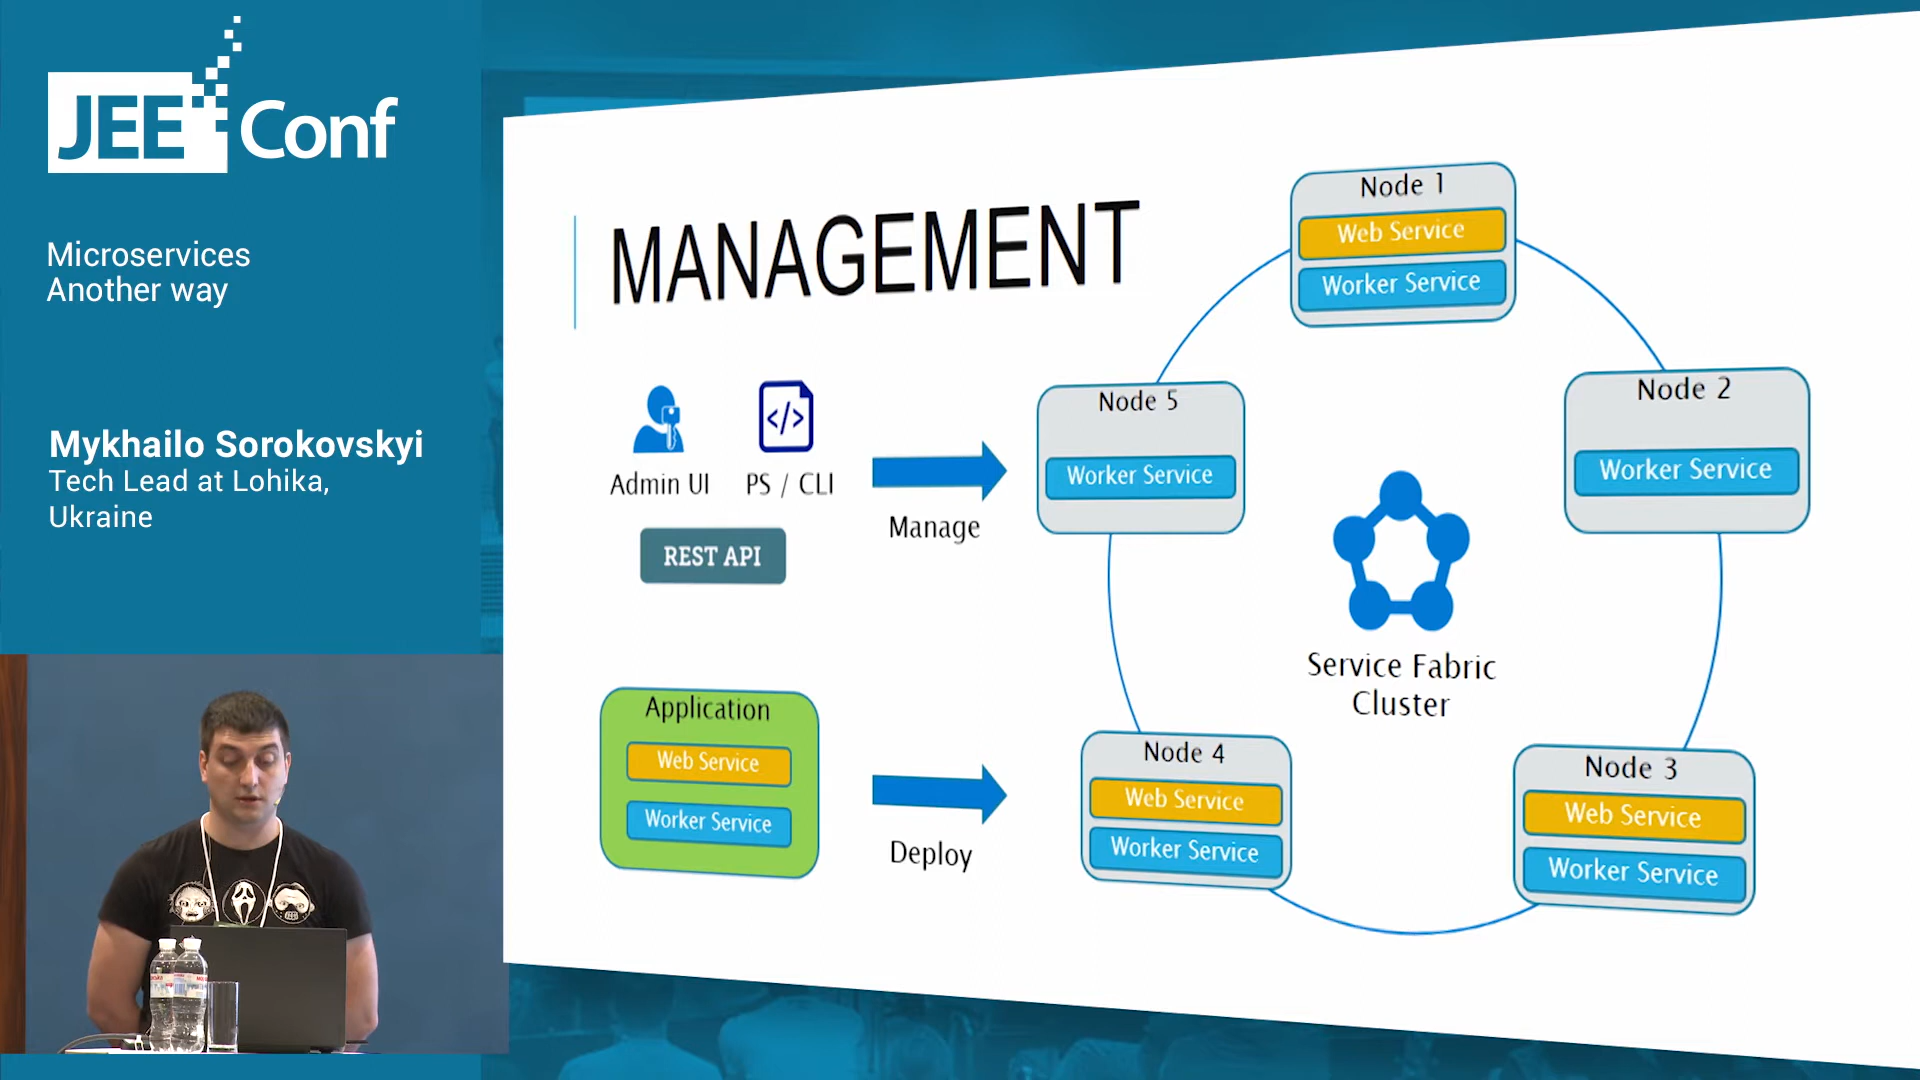 JEE Conf
Microservices
Another way
Mykhailo Sorokovskyi
Tech Lead at Lohika,
Ukraine
MANAGEMENT
Admin UI
PS / CLI
REST API
Manage
Application
Web Service
Worker Service
Deploy
Node 1
Web Service
Worker Service
Node 2
Worker Service
Node 3
Web Service
Worker Service
Node 4
Web Service
Worker Service
Node 5
Worker Service
Service Fabric
Cluster